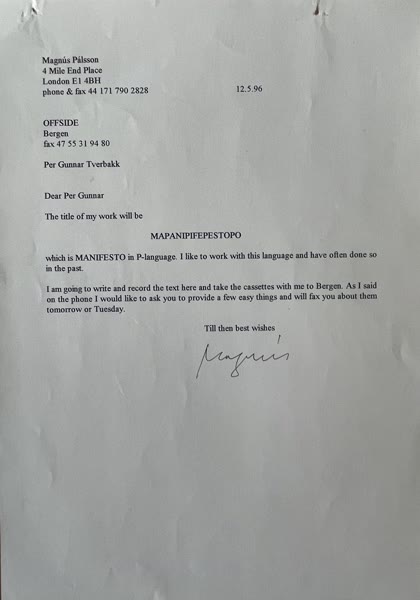 Magnús Pálsson
4 Mile End Place
London E1 4BH
phone & fax 44 171 790 2828
12.5.96
OFFSIDE
Bergen
fax 47 55 31 94 80
Per Gunnar Tverbakk
Dear Per Gunnar
The title of my work will be
MAPANIPIFEPESTOPO
which is MANIFESTO in P-language. I like to work with this language and have often done so
in the past.
I am going to write and record the text here and take the cassettes with me to Bergen. As I said
on the phone I would like to ask you to provide a few easy things and will fax you about them
tomorrow or Tuesday.
Till then best wishes
Magnús